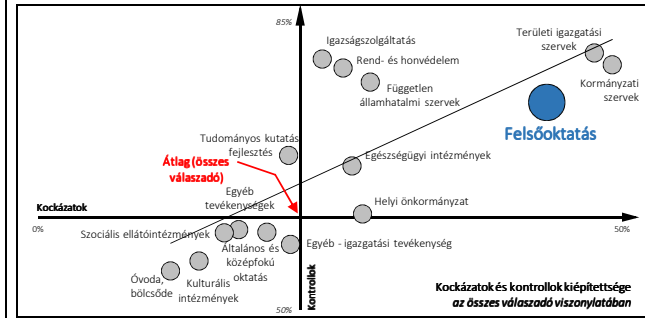 85%
Igazságszolgáltatás
Területi igazgatási
szervek
Rend- és honvédelem
Független
államhatalmi szervek
Kormányzati
szervek
Felsőoktatás
Tudományos kutatás
fejlesztés
Egészségügyi intézmények
Átlag (összes
válaszadó)
Egyéb
tevékenységek
Helyi önkormányzat
Kockázatok
0%
50%
Szociális ellátóintézmények
Általános és
középfokú
oktatás
Egyéb - igazgatási tevékenység
Óvoda,
bölcsőde
Kulturális
intézmények
Kontrollok
Kockázatok és kontrollok kiépítettsége
az összes válaszadó viszonylatában
50%